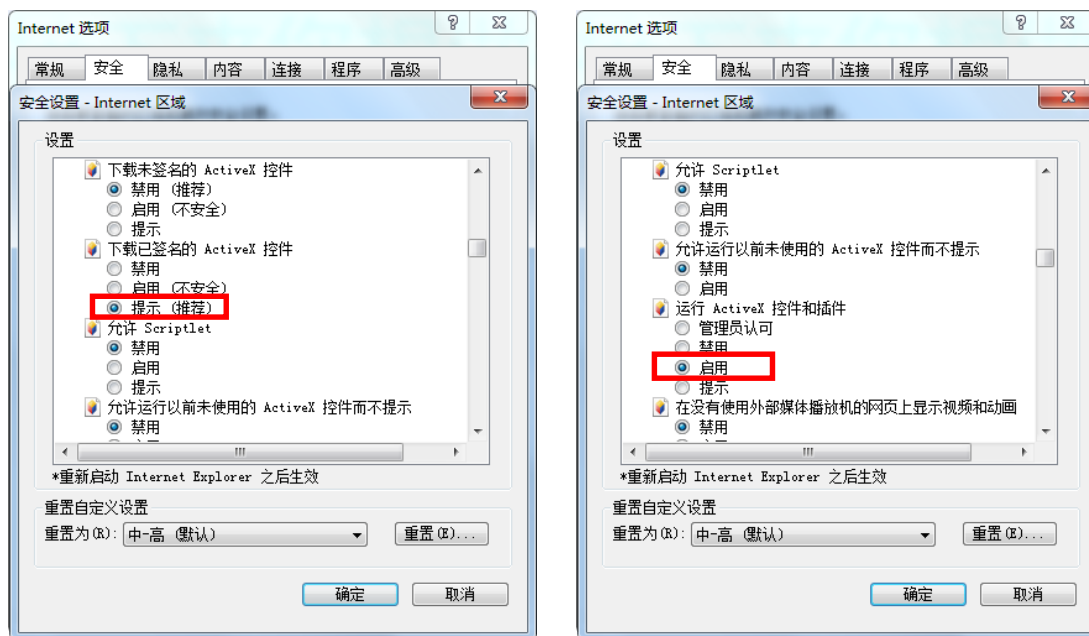 Internet 选项
常规 安全 隐私 内容 连接 程序 高级
安全设置 - Internet 区域
设置
下载未签名的 ActiveX 控件
禁用 (推荐)
启用 (不安全)
提示
下载已签名的 ActiveX 控件
禁用
启用 (不安全)
提示 (推荐)
允许 Scriptlet
禁用
启用
提示
允许运行以前未使用的 ActiveX 控件而不提示
禁用
*重新启动 Internet Explorer 之后生效
重置自定义设置
重置为(R): 中-高 (默认) 重置(E)...
确定 取消
Internet 选项
常规 安全 隐私 内容 连接 程序 高级
安全设置 - Internet 区域
设置
允许 Scriptlet
禁用
启用
提示
允许运行以前未使用的 ActiveX 控件而不提示
禁用
启用
运行 ActiveX 控件和插件
管理员认可
禁用
启用
提示
在没有使用外部媒体播放机的网页上显示视频和动画
禁用
*重新启动 Internet Explorer 之后生效
重置自定义设置
重置为(R): 中-高 (默认) 重置(E)...
确定 取消